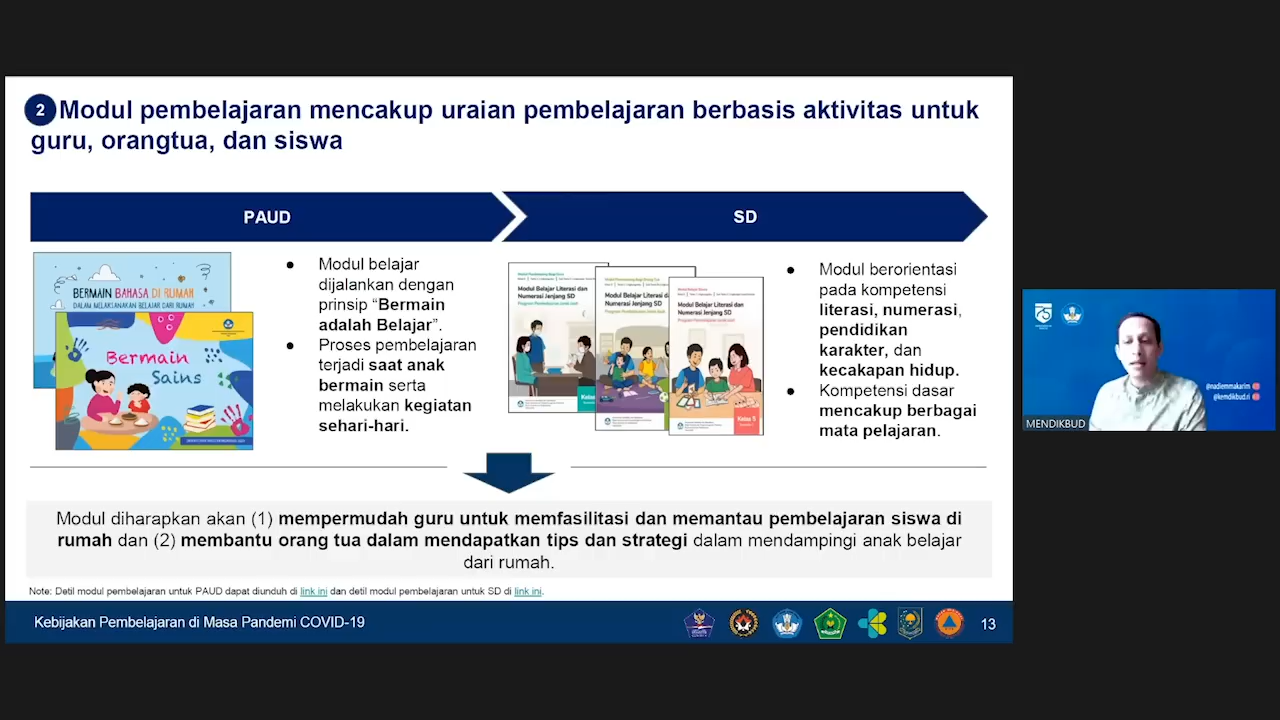 2 Modul pembelajaran mencakup uraian pembelajaran berbasis aktivitas untuk
guru, orangtua, dan siswa
PAUD
SD
BERMAIN BAHASA DI RUMAH
DALAM MELAKSANAKAN BELAJAR DARI RUMAH
Bermain
Sains
● Modul belajar
dijalankan dengan
prinsip “Bermain
adalah Belajar”.
● Proses pembelajaran
terjadi saat anak
bermain serta
melakukan kegiatan
sehari-hari.
Modul Belajar Literasi dan
Numerasi Jenjang SD
Kelas
Modul Belajar Literasi d
Numerasi Jenjang SD
Modul Belajar Literasi dan
Numerasi Jenjang SD
Kelas 5
● Modul berorientasi
pada kompetensi
literasi, numerasi,
pendidikan
karakter, dan
kecakapan hidup.
● Kompetensi dasar
mencakup berbagai
mata pelajaran.
Modul diharapkan akan (1) mempermudah guru untuk memfasilitasi dan memantau pembelajaran siswa di
rumah dan (2) membantu orang tua dalam mendapatkan tips dan strategi dalam mendampingi anak belajar
dari rumah.
Note: Detil modul pembelajaran untuk PAUD dapat diunduh di link ini dan detil modul pembelajaran untuk SD di link ini.
Kebijakan Pembelajaran di Masa Pandemi COVID-19
13
75
@nadiemmakarim
@kemdikbud.ri
MENDIKBUD